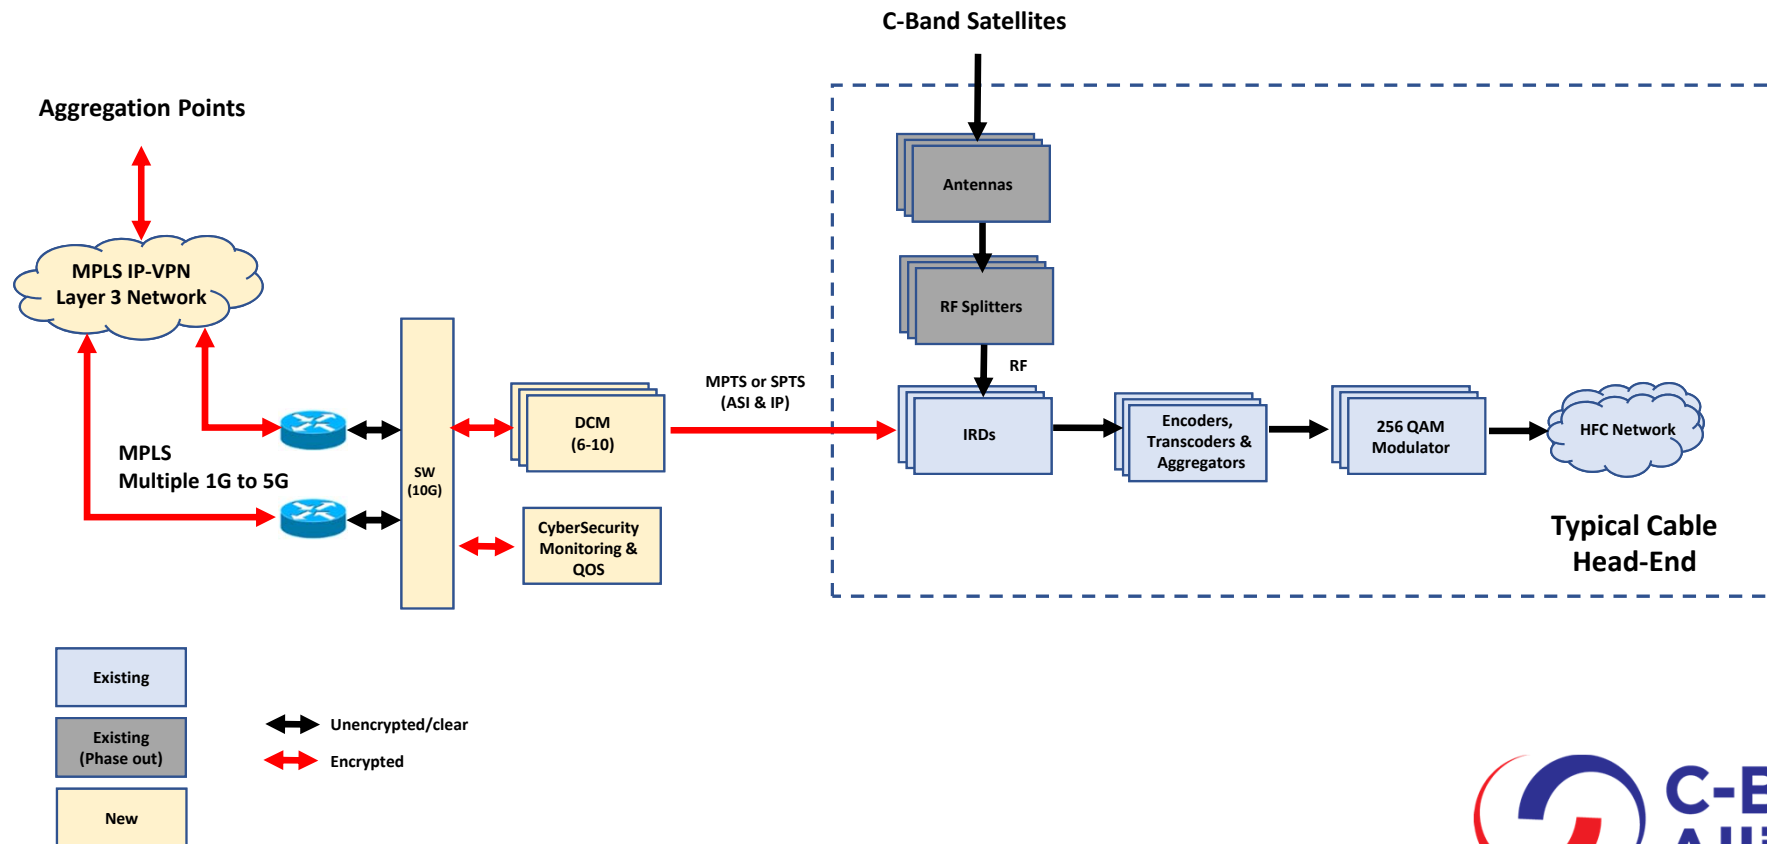 C-Band Satellites
Aggregation Points
Antennas
MPLS IP-VPN
Layer 3 Network
RF Splitters
RF
MPTS or SPTS
(ASI & IP)
DCM
(6-10)
IRDs
Encoders,
Transcoders &
Aggregators
256 QAM
Modulator
HFC Network
MPLS
Multiple 1G to 5G
SW
(10G)
CyberSecurity
Monitoring &
QOS
Typical Cable
Head-End
Existing
Unencrypted/clear
Existing
(Phase out)
Encrypted
New
C-B